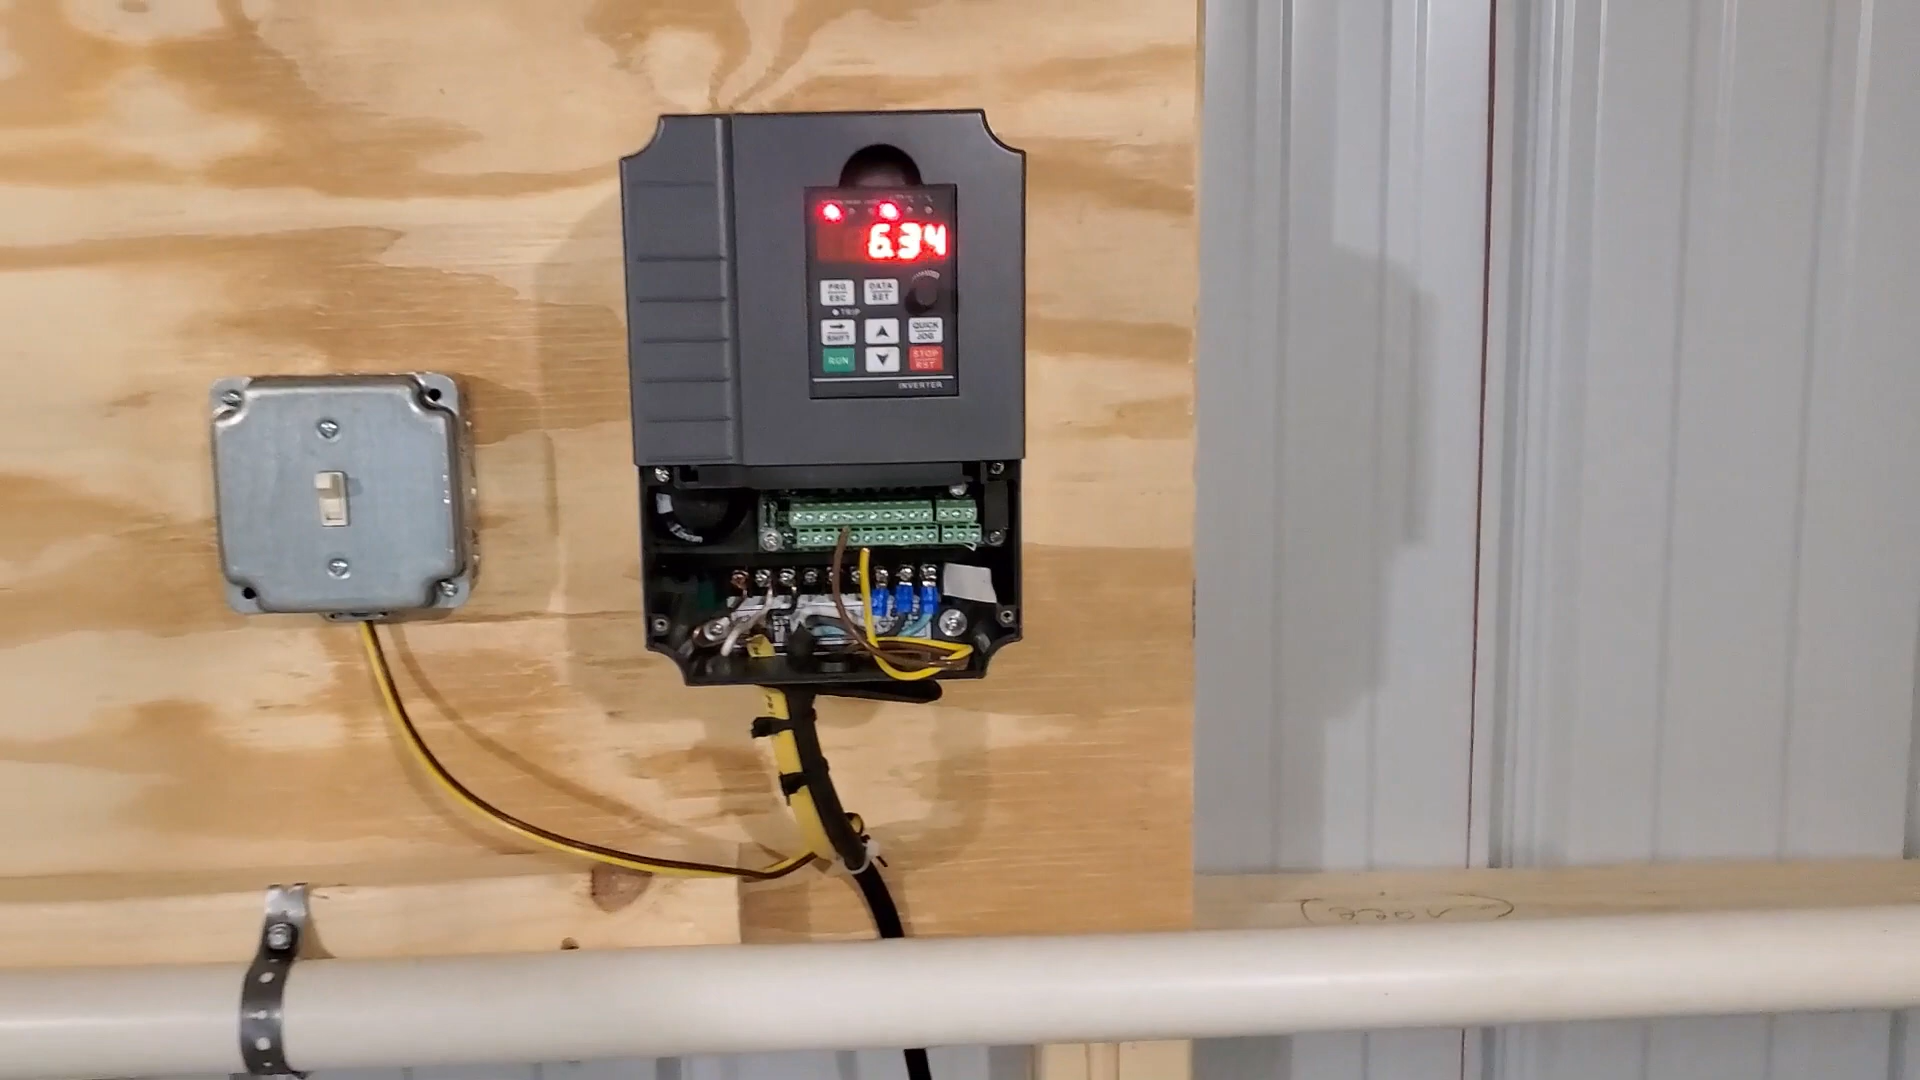 6.34
PRG
ESC
DATA
SET
TRIP
SHIFT
QUICK
JOG
RUN
STOP
RST
INVERTER